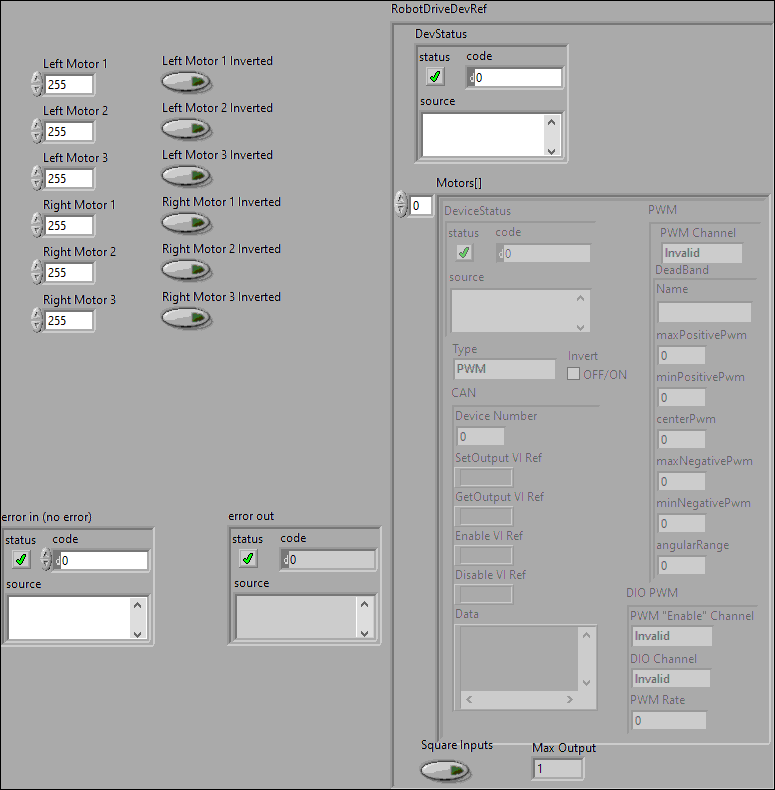 RobotDriveDevRef
DevStatus
status code
0
source
Left Motor 1
255
Left Motor 1 Inverted
Left Motor 2
255
Left Motor 2 Inverted
Left Motor 3
255
Left Motor 3 Inverted
Right Motor 1
255
Right Motor 1 Inverted
Right Motor 2
255
Right Motor 2 Inverted
Right Motor 3
255
Right Motor 3 Inverted
error in (no error)
status code
d0
source
error out
status code
d0
source
Motors[]
0
DeviceStatus
status code
d0
source
Type
PWM
Invert
OFF/ON
CAN
Device Number
0
SetOutput VI Ref
GetOutput VI Ref
Enable VI Ref
Disable VI Ref
Data
PWM
PWM Channel
Invalid
DeadBand
Name
maxPositivePwm
0
minPositivePwm
0
centerPwm
0
maxNegativePwm
0
minNegativePwm
0
angularRange
0
DIO PWM
PWM "Enable" Channel
Invalid
DIO Channel
Invalid
PWM Rate
0
Square Inputs
Max Output
1